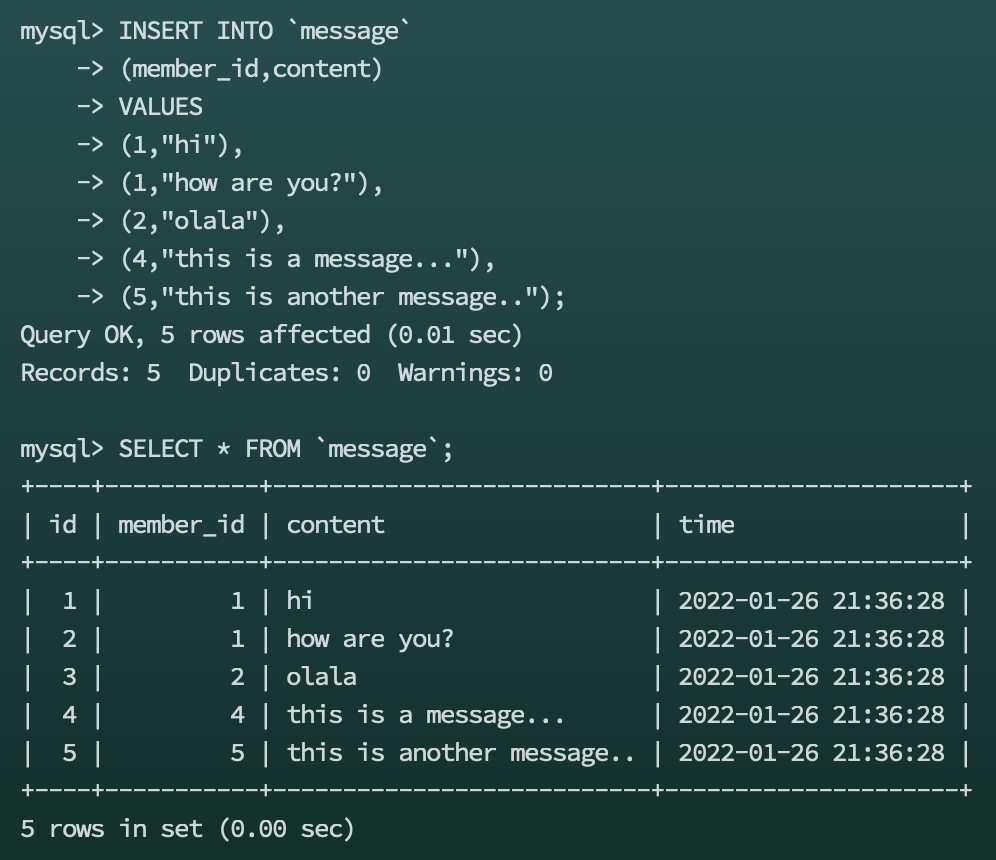 mysql> INSERT INTO `message`
    -> (member_id,content)
    -> VALUES
    -> (1,"hi"),
    -> (1,"how are you?"),
    -> (2,"olala"),
    -> (4,"this is a message..."),
    -> (5,"this is another message..");
Query OK, 5 rows affected (0.01 sec)
Records: 5  Duplicates: 0  Warnings: 0

mysql> SELECT * FROM `message`;
+----+-----------+---------------------------+---------------------+
| id | member_id | content                   | time                |
+----+-----------+---------------------------+---------------------+
|  1 |         1 | hi                        | 2022-01-26 21:36:28 |
|  2 |         1 | how are you?              | 2022-01-26 21:36:28 |
|  3 |         2 | olala                     | 2022-01-26 21:36:28 |
|  4 |         4 | this is a message...      | 2022-01-26 21:36:28 |
|  5 |         5 | this is another message.. | 2022-01-26 21:36:28 |
+----+-----------+---------------------------+---------------------+
5 rows in set (0.00 sec)